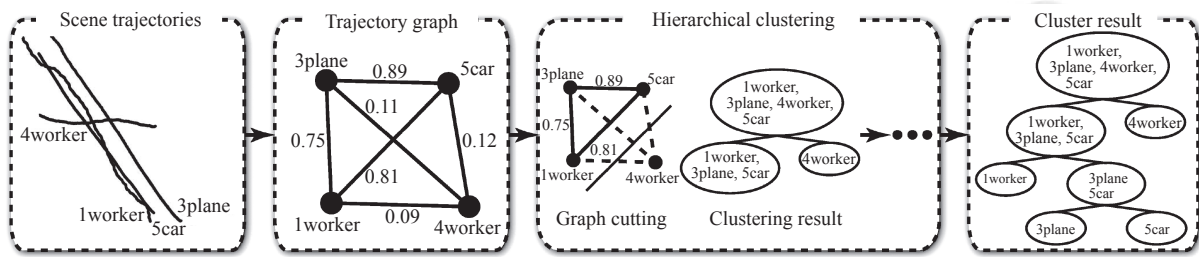 Scene trajectories
4worker
1worker
5car
3plane
Trajectory graph
3plane
5car
0.89
0.11
0.75
0.12
0.81
0.09
1worker
4worker
Hierarchical clustering
3plane
0.89
5car
0.75
0.81
1worker
4worker
Graph cutting
1worker,
3plane, 4worker,
5car
1worker,
3plane, 5car
4worker
Clustering result
Cluster result
1worker,
3plane, 4worker,
5car
1worker,
3plane, 5car
4worker
1worker
3plane
5car
3plane
5car